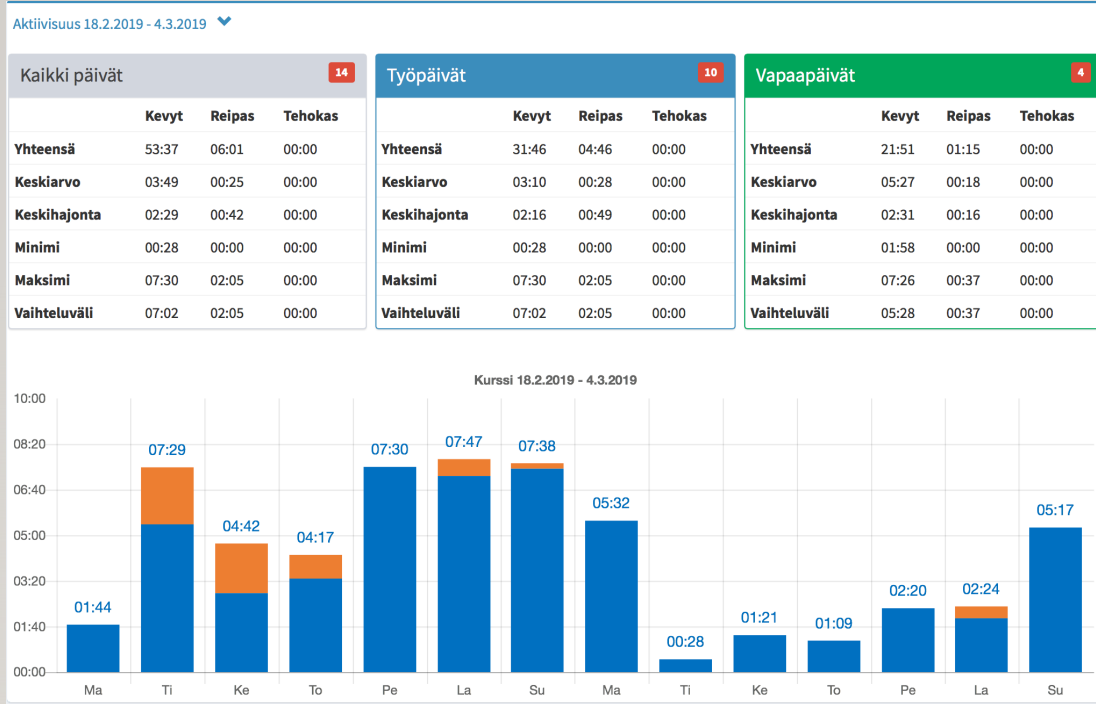 Aktiivisuus 18.2.2019 - 4.3.2019
Kaikki päivät 14
Kevyt Reipas Tehokas
Yhteensä 53:37 06:01 00:00
Keskiarvo 03:49 00:25 00:00
Keskihajonta 02:29 00:42 00:00
Minimi 00:28 00:00 00:00
Maksimi 07:30 02:05 00:00
Vaihteluväli 07:02 02:05 00:00
Työpäivät 10
Kevyt Reipas Tehokas
Yhteensä 31:46 04:46 00:00
Keskiarvo 03:10 00:28 00:00
Keskihajonta 02:16 00:49 00:00
Minimi 00:28 00:00 00:00
Maksimi 07:30 02:05 00:00
Vaihteluväli 07:02 02:05 00:00
Vapaapäivät 4
Kevyt Reipas Tehokas
Yhteensä 21:51 01:15 00:00
Keskiarvo 05:27 00:18 00:00
Keskihajonta 02:31 00:16 00:00
Minimi 01:58 00:00 00:00
Maksimi 07:26 00:37 00:00
Vaihteluväli 05:28 00:37 00:00
Kurssi 18.2.2019 - 4.3.2019
10:00
08:20
06:40
05:00
03:20
01:40
00:00
01:44 07:29 04:42 04:17 07:30 07:47 07:38 05:32 00:28 01:21 01:09 02:20 02:24 05:17
Ma Ti Ke To Pe La Su Ma Ti Ke To Pe La Su